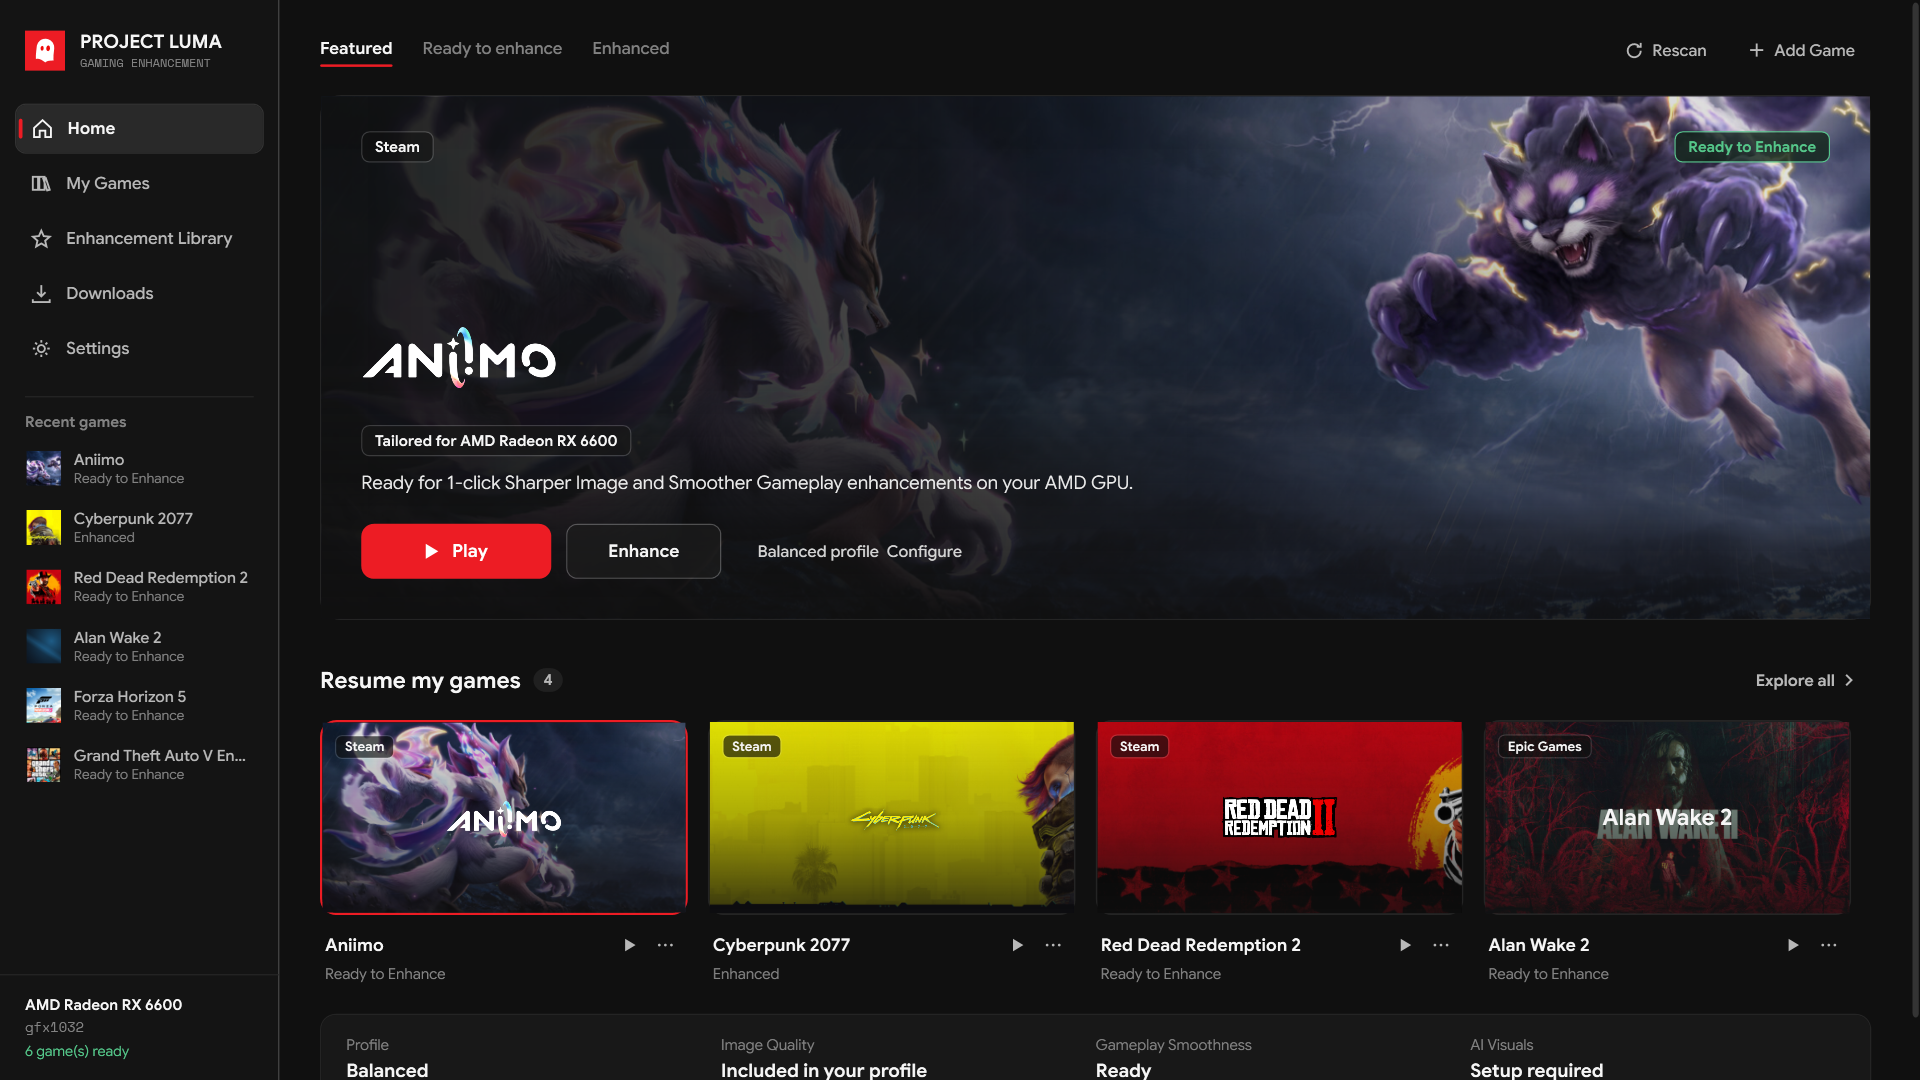 PROJECT LUMA
GAMING ENHANCEMENT
Home
My Games
Enhancement Library
Downloads
Settings
Recent games
Aniimo
Ready to Enhance
Cyberpunk 2077
Enhanced
Red Dead Redemption 2
Ready to Enhance
Alan Wake 2
Ready to Enhance
Forza Horizon 5
Ready to Enhance
Grand Theft Auto V En...
Ready to Enhance
AMD Radeon RX 6600
gfx1032
6 game(s) ready
Featured
Ready to enhance
Enhanced
Rescan
Add Game
Steam
Ready to Enhance
ANIIMO
Tailored for AMD Radeon RX 6600
Ready for 1-click Sharper Image and Smoother Gameplay enhancements on your AMD GPU.
Play
Enhance
Balanced profile Configure
Resume my games 4
Explore all
Steam
ANIIMO
Aniimo
Ready to Enhance
Steam
CYBERPUNK
Cyberpunk 2077
Enhanced
Steam
RED DEAD
REDEMPTION II
Red Dead Redemption 2
Ready to Enhance
Epic Games
ALAN WAKE II
Alan Wake 2
Alan Wake 2
Ready to Enhance
Profile
Balanced
Image Quality
Included in your profile
Gameplay Smoothness
Ready
AI Visuals
Setup required